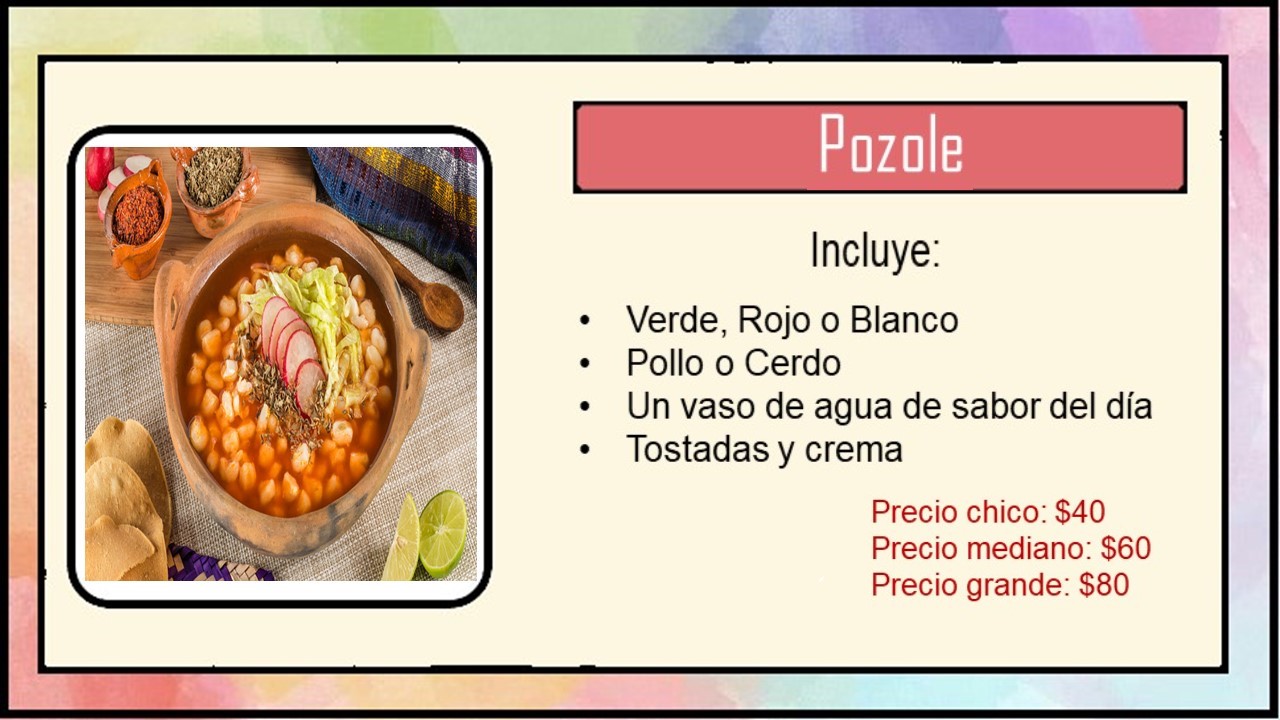 Pozole
Incluye:
• Verde, Rojo o Blanco
• Pollo o Cerdo
• Un vaso de agua de sabor del día
• Tostadas y crema
Precio chico: $40
Precio mediano: $60
Precio grande: $80